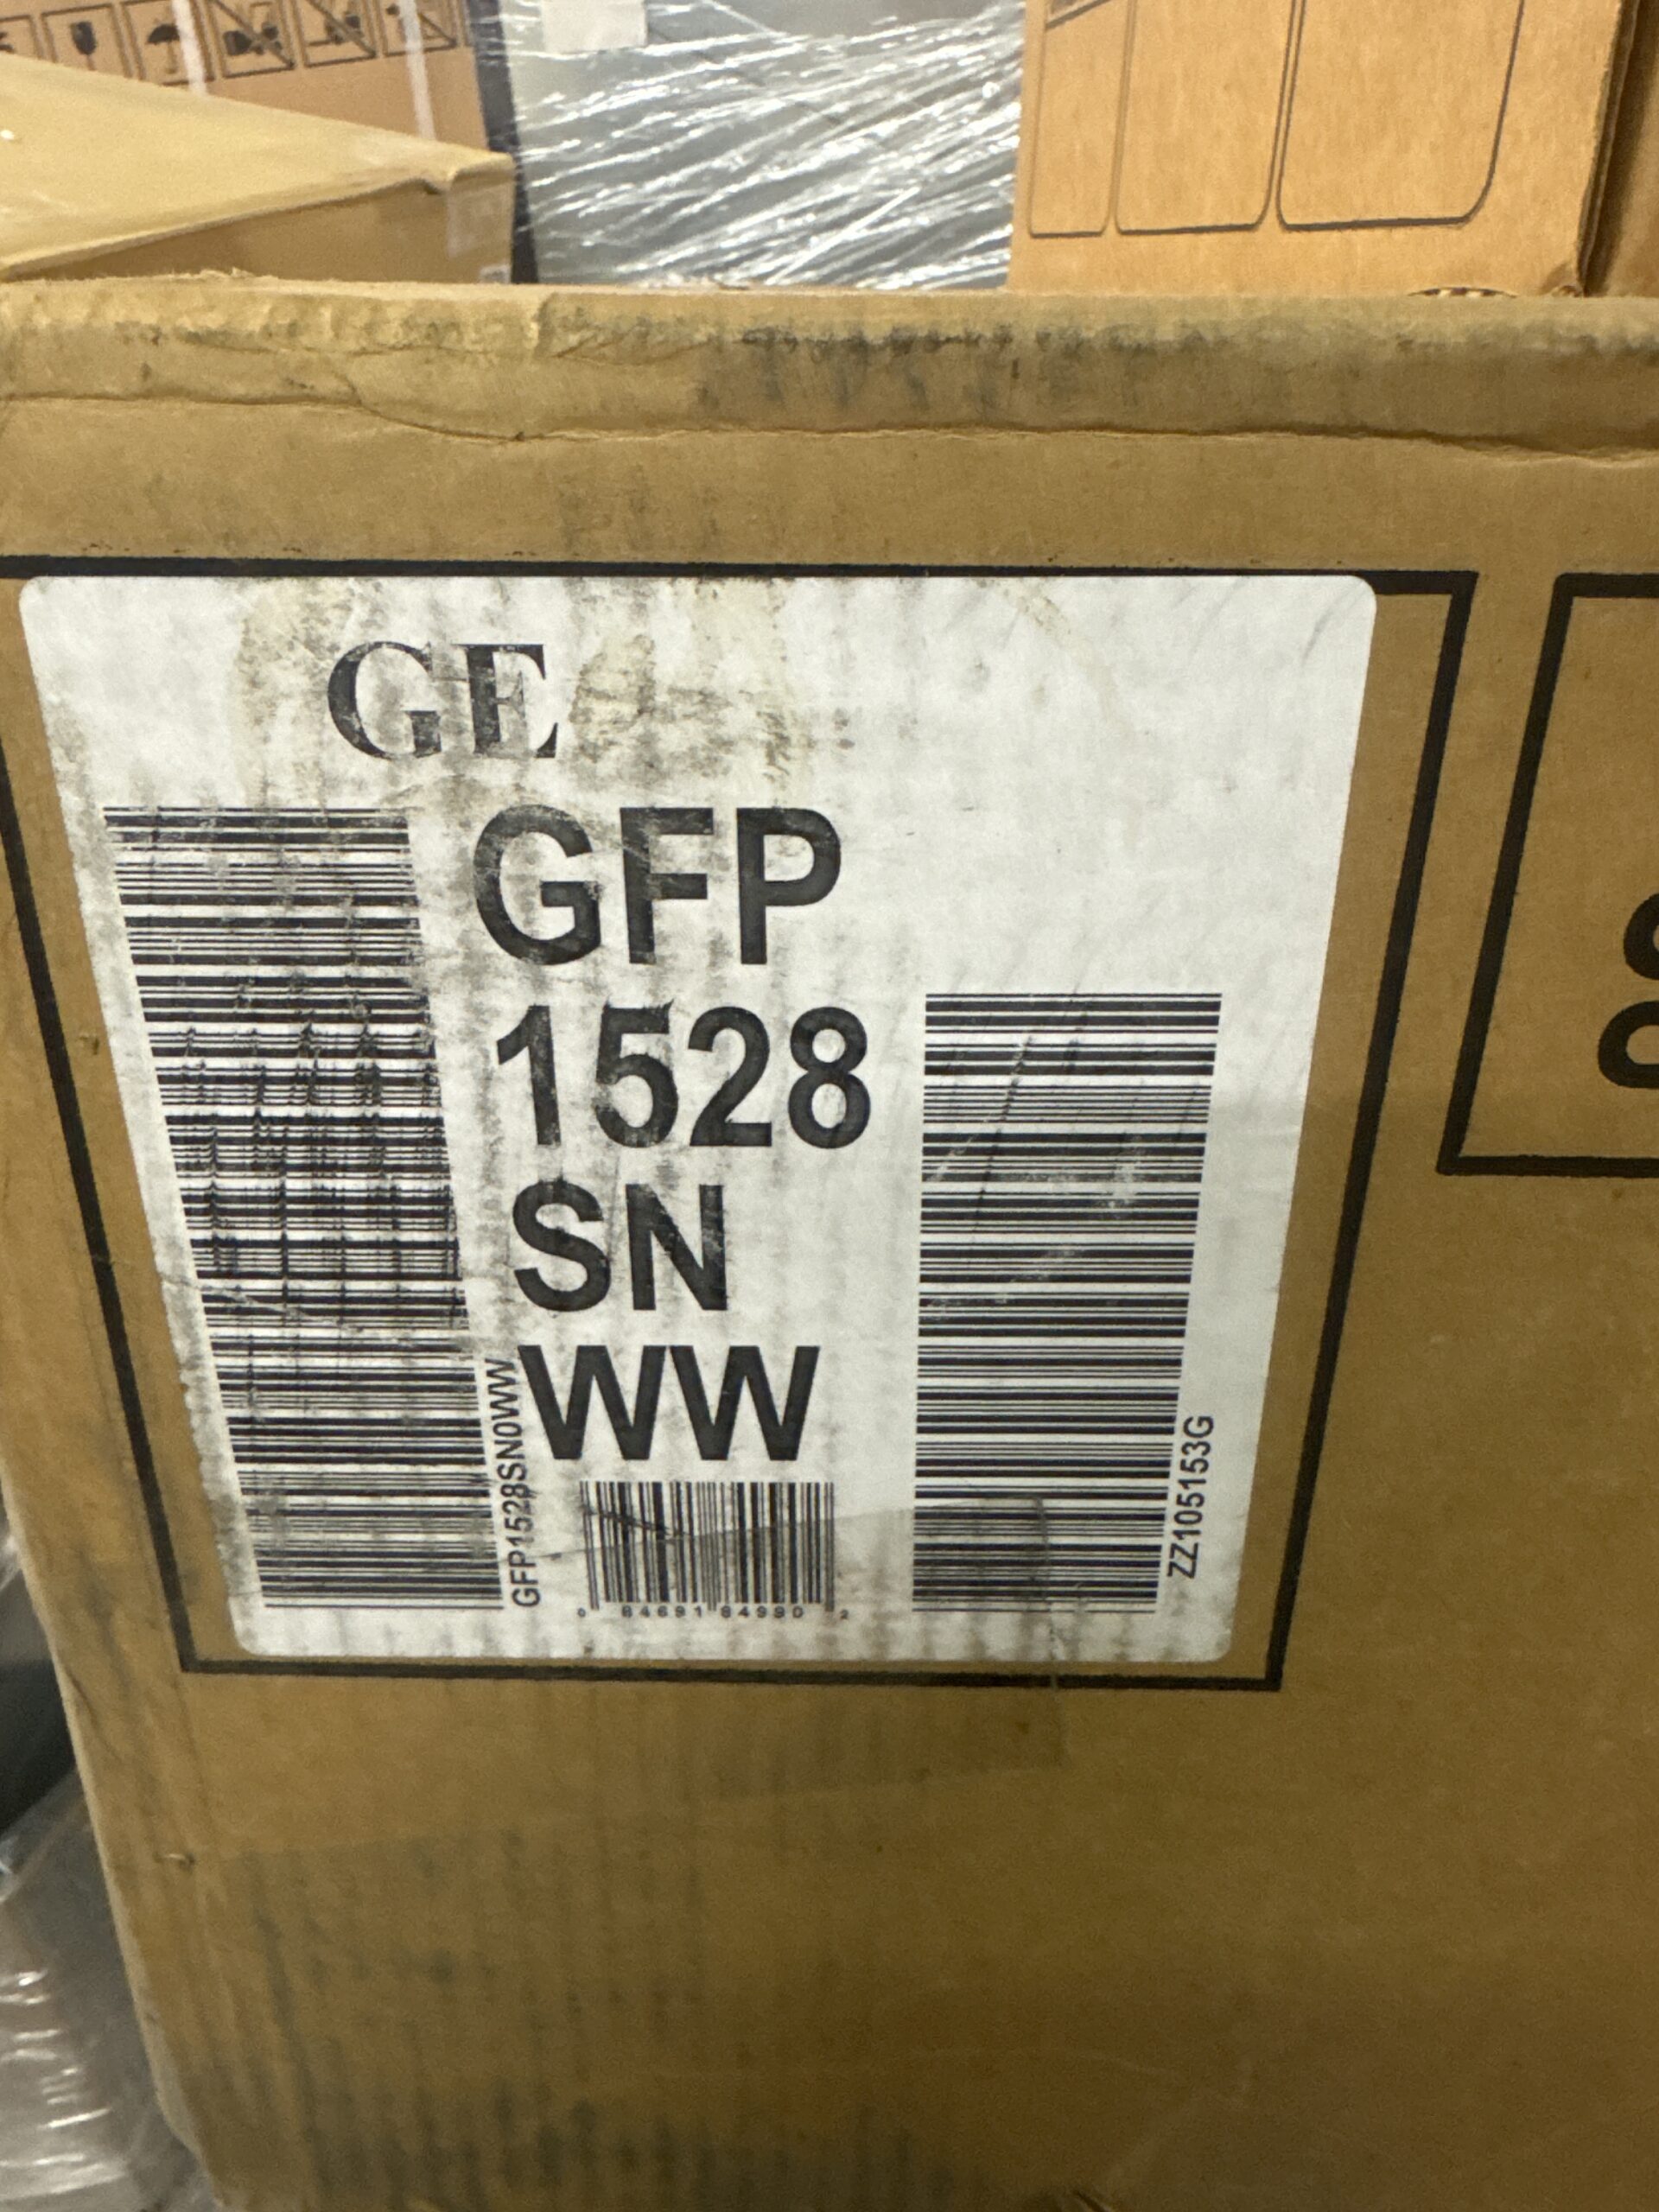 GE
GFP
1528
SN
WW
GFP1528SN0WW
0 84691 84990 2
ZZ105153G